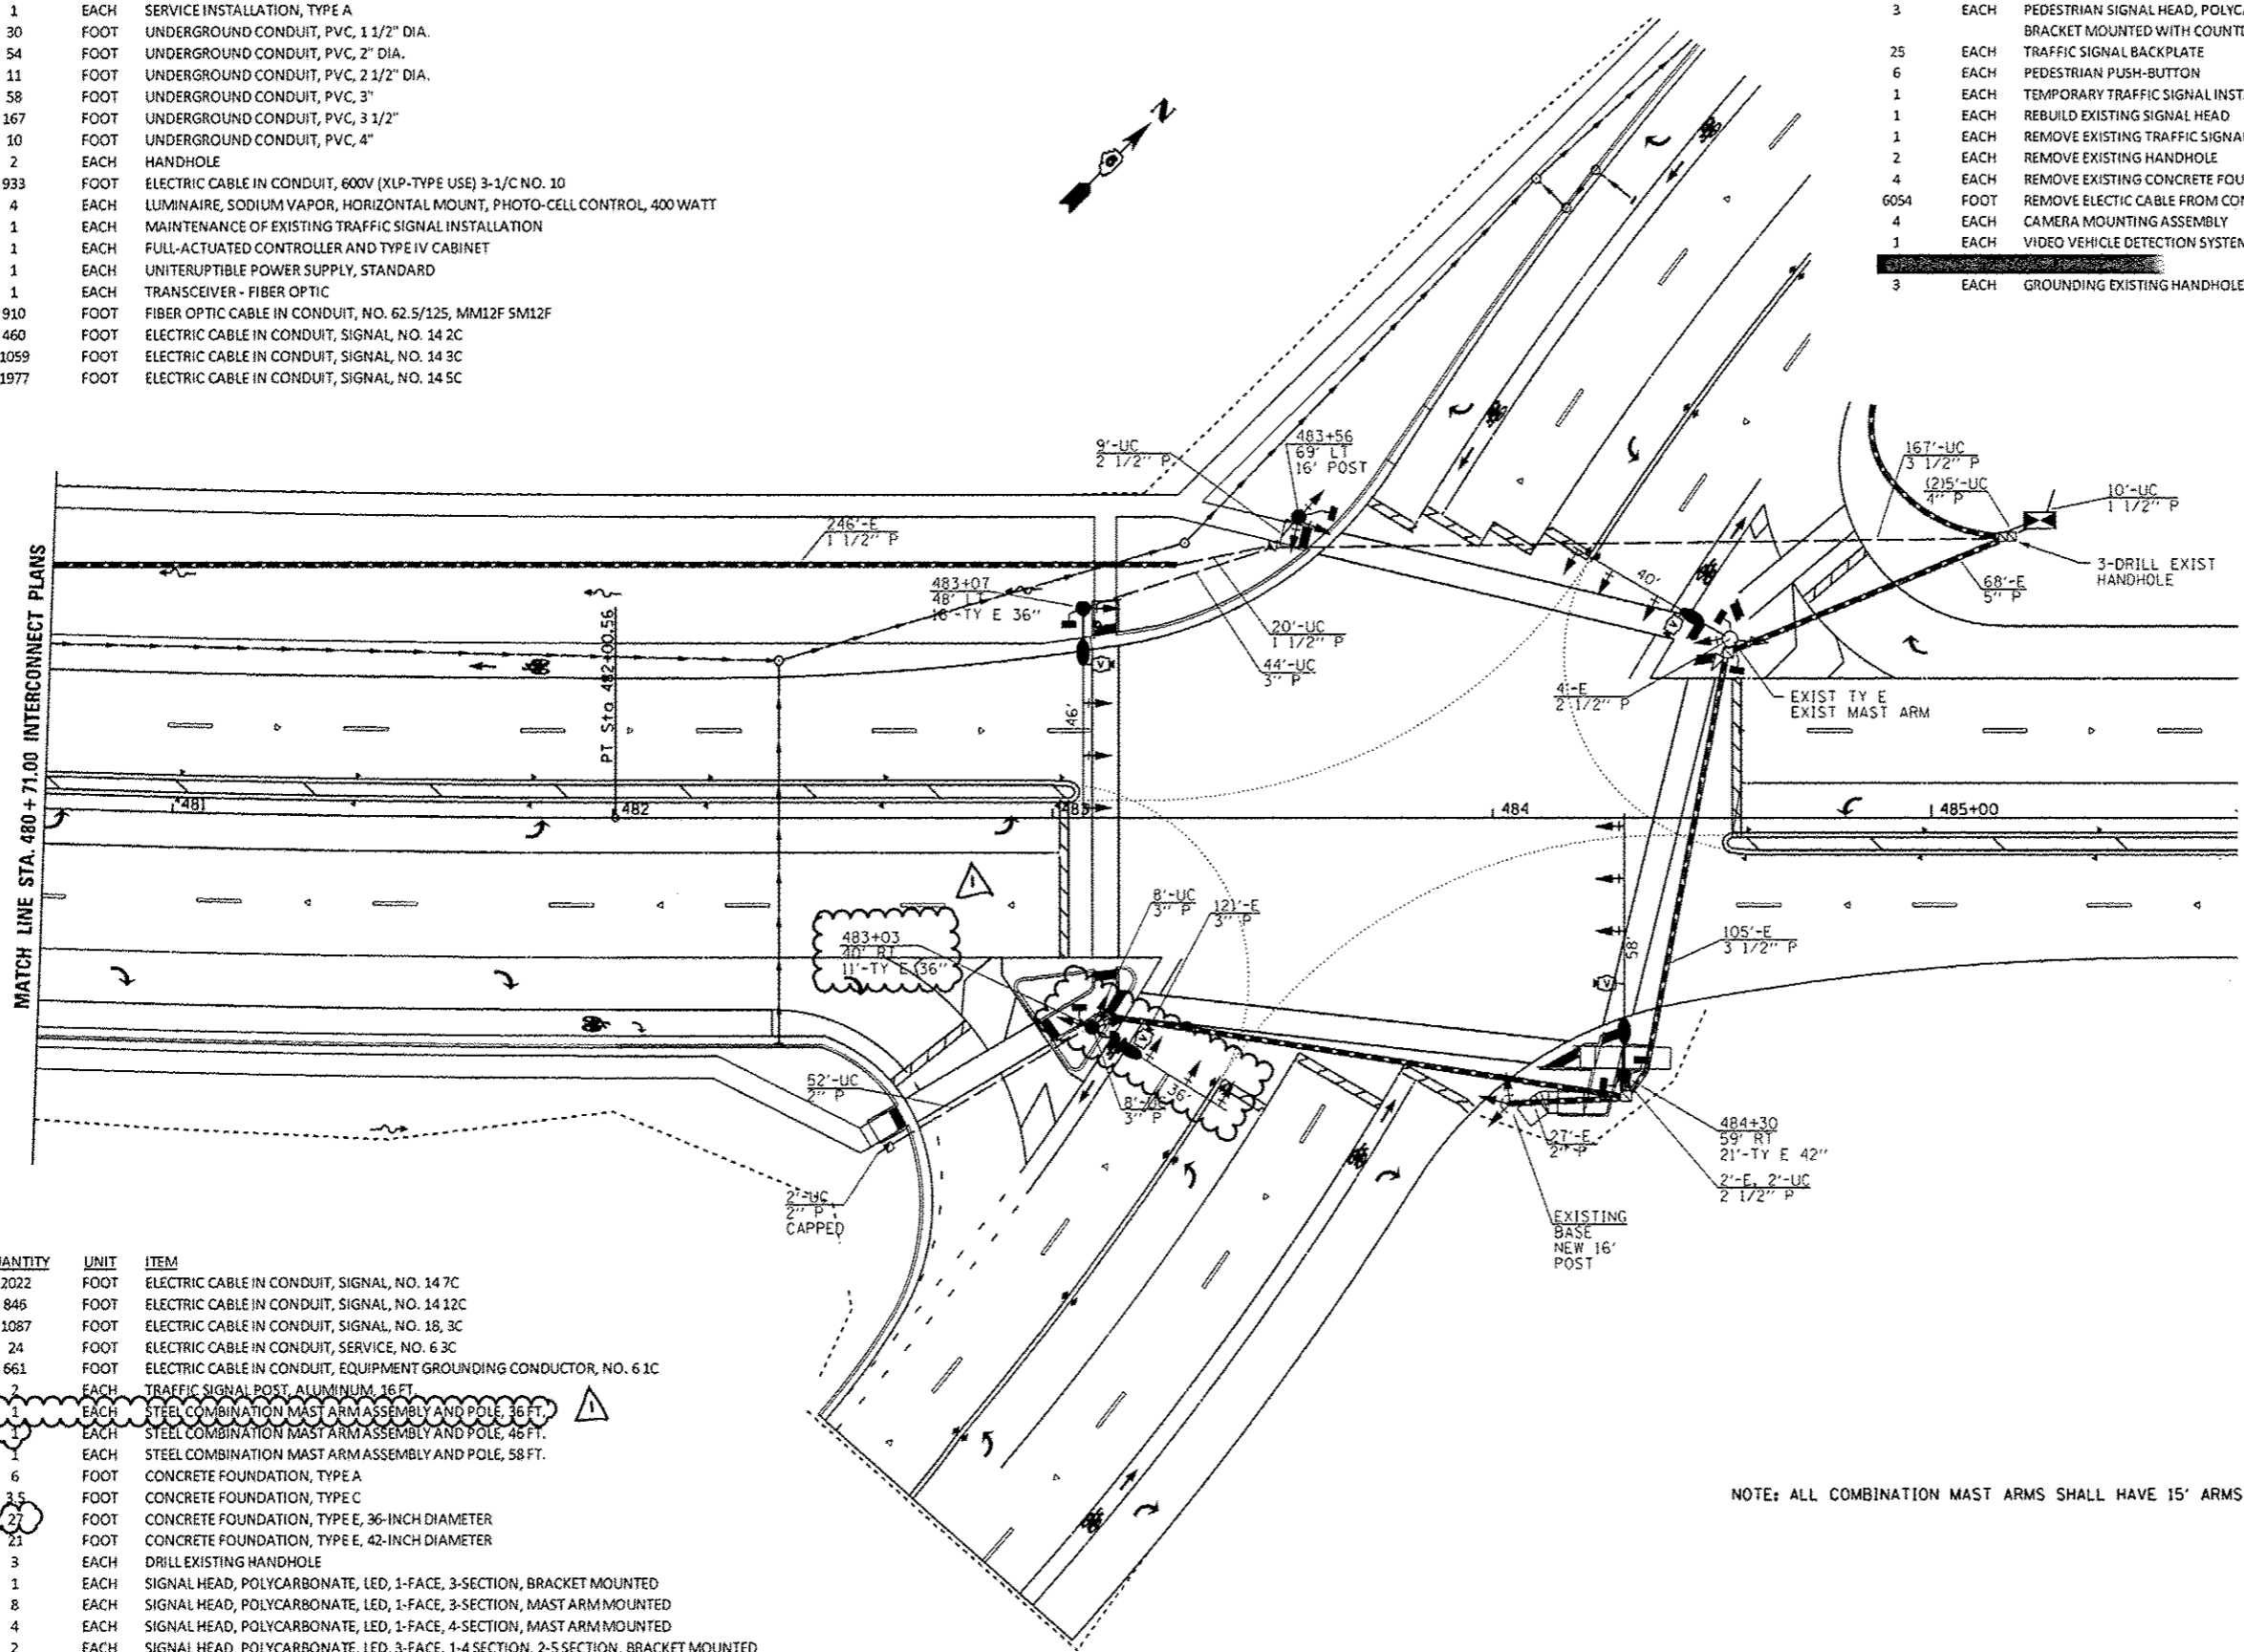 1 EACH SERVICE INSTALLATION, TYPE A
30 FOOT UNDERGROUND CONDUIT, PVC, 1 1/2" DIA.
54 FOOT UNDERGROUND CONDUIT, PVC, 2" DIA.
11 FOOT UNDERGROUND CONDUIT, PVC, 2 1/2" DIA.
58 FOOT UNDERGROUND CONDUIT, PVC, 3"
167 FOOT UNDERGROUND CONDUIT, PVC, 3 1/2"
10 FOOT UNDERGROUND CONDUIT, PVC, 4"
2 EACH HANDHOLE
933 FOOT ELECTRIC CABLE IN CONDUIT, 600V (XLP-TYPE USE) 3-1/C NO. 10
4 EACH LUMINAIRE, SODIUM VAPOR, HORIZONTAL MOUNT, PHOTO-CELL CONTROL, 400 WATT
1 EACH MAINTENANCE OF EXISTING TRAFFIC SIGNAL INSTALLATION
1 EACH FULL-ACTUATED CONTROLLER AND TYPE IV CABINET
1 EACH UNITERUPTIBLE POWER SUPPLY, STANDARD
1 EACH TRANSCEIVER - FIBER OPTIC
910 FOOT FIBER OPTIC CABLE IN CONDUIT, NO. 62.5/125, MM12F SM12F
460 FOOT ELECTRIC CABLE IN CONDUIT, SIGNAL, NO. 14 2C
1059 FOOT ELECTRIC CABLE IN CONDUIT, SIGNAL, NO. 14 3C
1977 FOOT ELECTRIC CABLE IN CONDUIT, SIGNAL, NO. 14 5C
3 EACH PEDESTRIAN SIGNAL HEAD, POLYC
BRACKET MOUNTED WITH COUNT
25 EACH TRAFFIC SIGNAL BACKPLATE
6 EACH PEDESTRIAN PUSH-BUTTON
1 EACH TEMPORARY TRAFFIC SIGNAL INST
1 EACH REBUILD EXISTING SIGNAL HEAD
1 EACH REMOVE EXISTING TRAFFIC SIGNAL
2 EACH REMOVE EXISTING HANDHOLE
4 EACH REMOVE EXISTING CONCRETE FOU
6054 FOOT REMOVE ELECTIC CABLE FROM CO
4 EACH CAMERA MOUNTING ASSEMBLY
1 EACH VIDEO VEHICLE DETECTION SYSTEM
3 EACH GROUNDING EXISTING HANDHOLE
N
9'-UC
2 1/2" P
483+56
69' LT
16' POST
167'-UC
3 1/2" P
(2)5'-UC
4" P
10'-UC
1 1/2" P
3-DRILL EXIST
HANDHOLE
68'-E
5" P
246'-E
1 1/2" P
483+07
48' LT
16'-TY E 36"
20'-UC
1 1/2" P
44'-UC
3" P
40'
4'-E
2 1/2" P
EXIST TY E
EXIST MAST ARM
V
V
46'
PT Sta 482+00.56
MATCH LINE STA. 480+71.00 INTERCONNECT PLANS
481
482
483
484
485+00
1
483+03
40' RT
11'-TY E (36"
8'-UC
3" P
121'-E
3" P
105'-E
3 1/2" P
58'
V
V
36'
8'-UC
3" P
52'-UC
2" P
2'-UC
2" P
CAPPED
27'-E
2" P
484+30
59' RT
21'-TY E 42"
2'-E, 2'-UC
2 1/2" P
EXISTING
BASE
NEW 16'
POST
ANTITY UNIT ITEM
2022 FOOT ELECTRIC CABLE IN CONDUIT, SIGNAL, NO. 14 7C
846 FOOT ELECTRIC CABLE IN CONDUIT, SIGNAL, NO. 14 12C
1087 FOOT ELECTRIC CABLE IN CONDUIT, SIGNAL, NO. 18, 3C
24 FOOT ELECTRIC CABLE IN CONDUIT, SERVICE, NO. 6 3C
661 FOOT ELECTRIC CABLE IN CONDUIT, EQUIPMENT GROUNDING CONDUCTOR, NO. 6 1C
2 EACH TRAFFIC SIGNAL POST, ALUMINUM, 16 FT.
1 EACH STEEL COMBINATION MAST ARM ASSEMBLY AND POLE, 36 FT.
1
1 EACH STEEL COMBINATION MAST ARM ASSEMBLY AND POLE, 46 FT.
1 EACH STEEL COMBINATION MAST ARM ASSEMBLY AND POLE, 58 FT.
6 FOOT CONCRETE FOUNDATION, TYPE A
3.5 FOOT CONCRETE FOUNDATION, TYPE C
27 FOOT CONCRETE FOUNDATION, TYPE E, 36-INCH DIAMETER
21 FOOT CONCRETE FOUNDATION, TYPE E, 42-INCH DIAMETER
3 EACH DRILL EXISTING HANDHOLE
1 EACH SIGNAL HEAD, POLYCARBONATE, LED, 1-FACE, 3-SECTION, BRACKET MOUNTED
8 EACH SIGNAL HEAD, POLYCARBONATE, LED, 1-FACE, 3-SECTION, MAST ARM MOUNTED
4 EACH SIGNAL HEAD, POLYCARBONATE, LED, 1-FACE, 4-SECTION, MAST ARM MOUNTED
2 EACH SIGNAL HEAD, POLYCARBONATE, LED, 3-FACE, 1-4 SECTION, 2-5 SECTION, BRACKET MOUNTED
NOTE: ALL COMBINATION MAST ARMS SHALL HAVE 15' ARMS